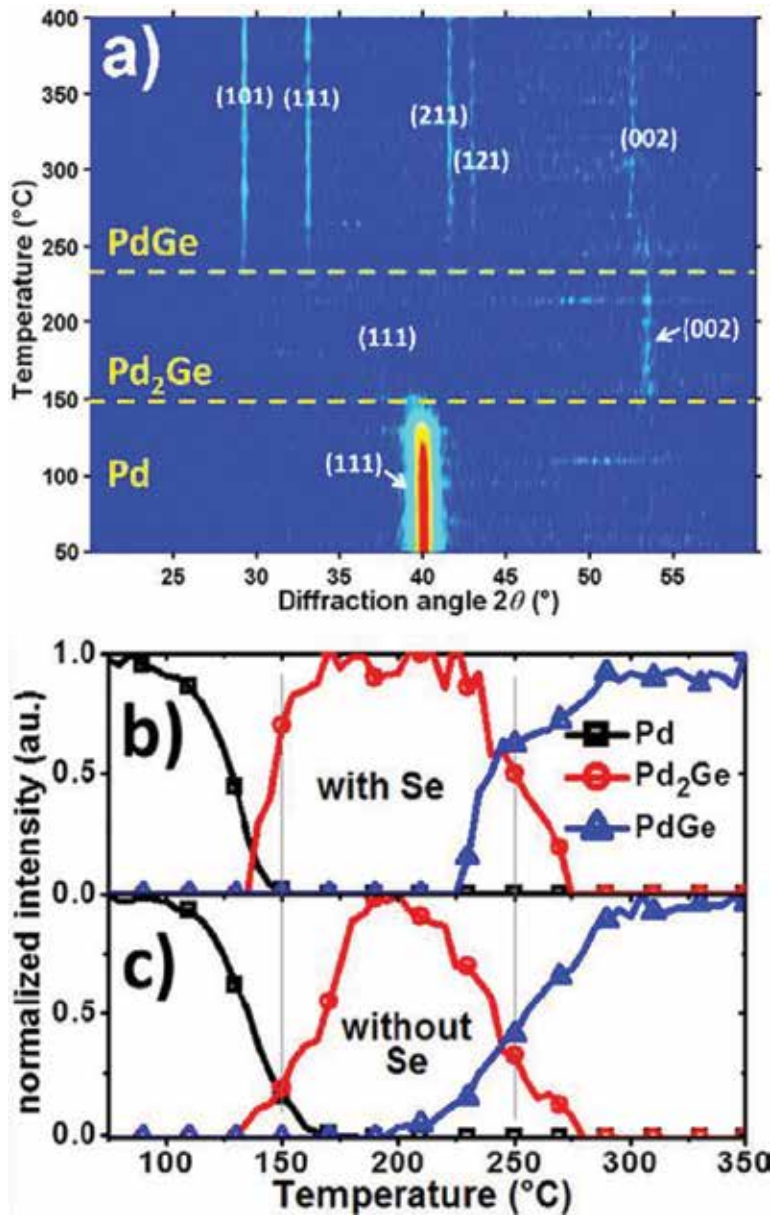 a)
400
350
300
250
200
150
100
50
Temperature (°C)
(101)
(111)
(211)
(121)
(002)
PdGe
(111)
(002)
Pd₂Ge
(111)
Pd
25
30
35
40
45
50
55
Diffraction angle 2θ (°)
normalized intensity (au.)
1.0
0.5
0.0
b)
with Se
Pd
Pd₂Ge
PdGe
0.5
0.0
c)
without
Se
100
150
200
250
300
350
Temperature (°C)